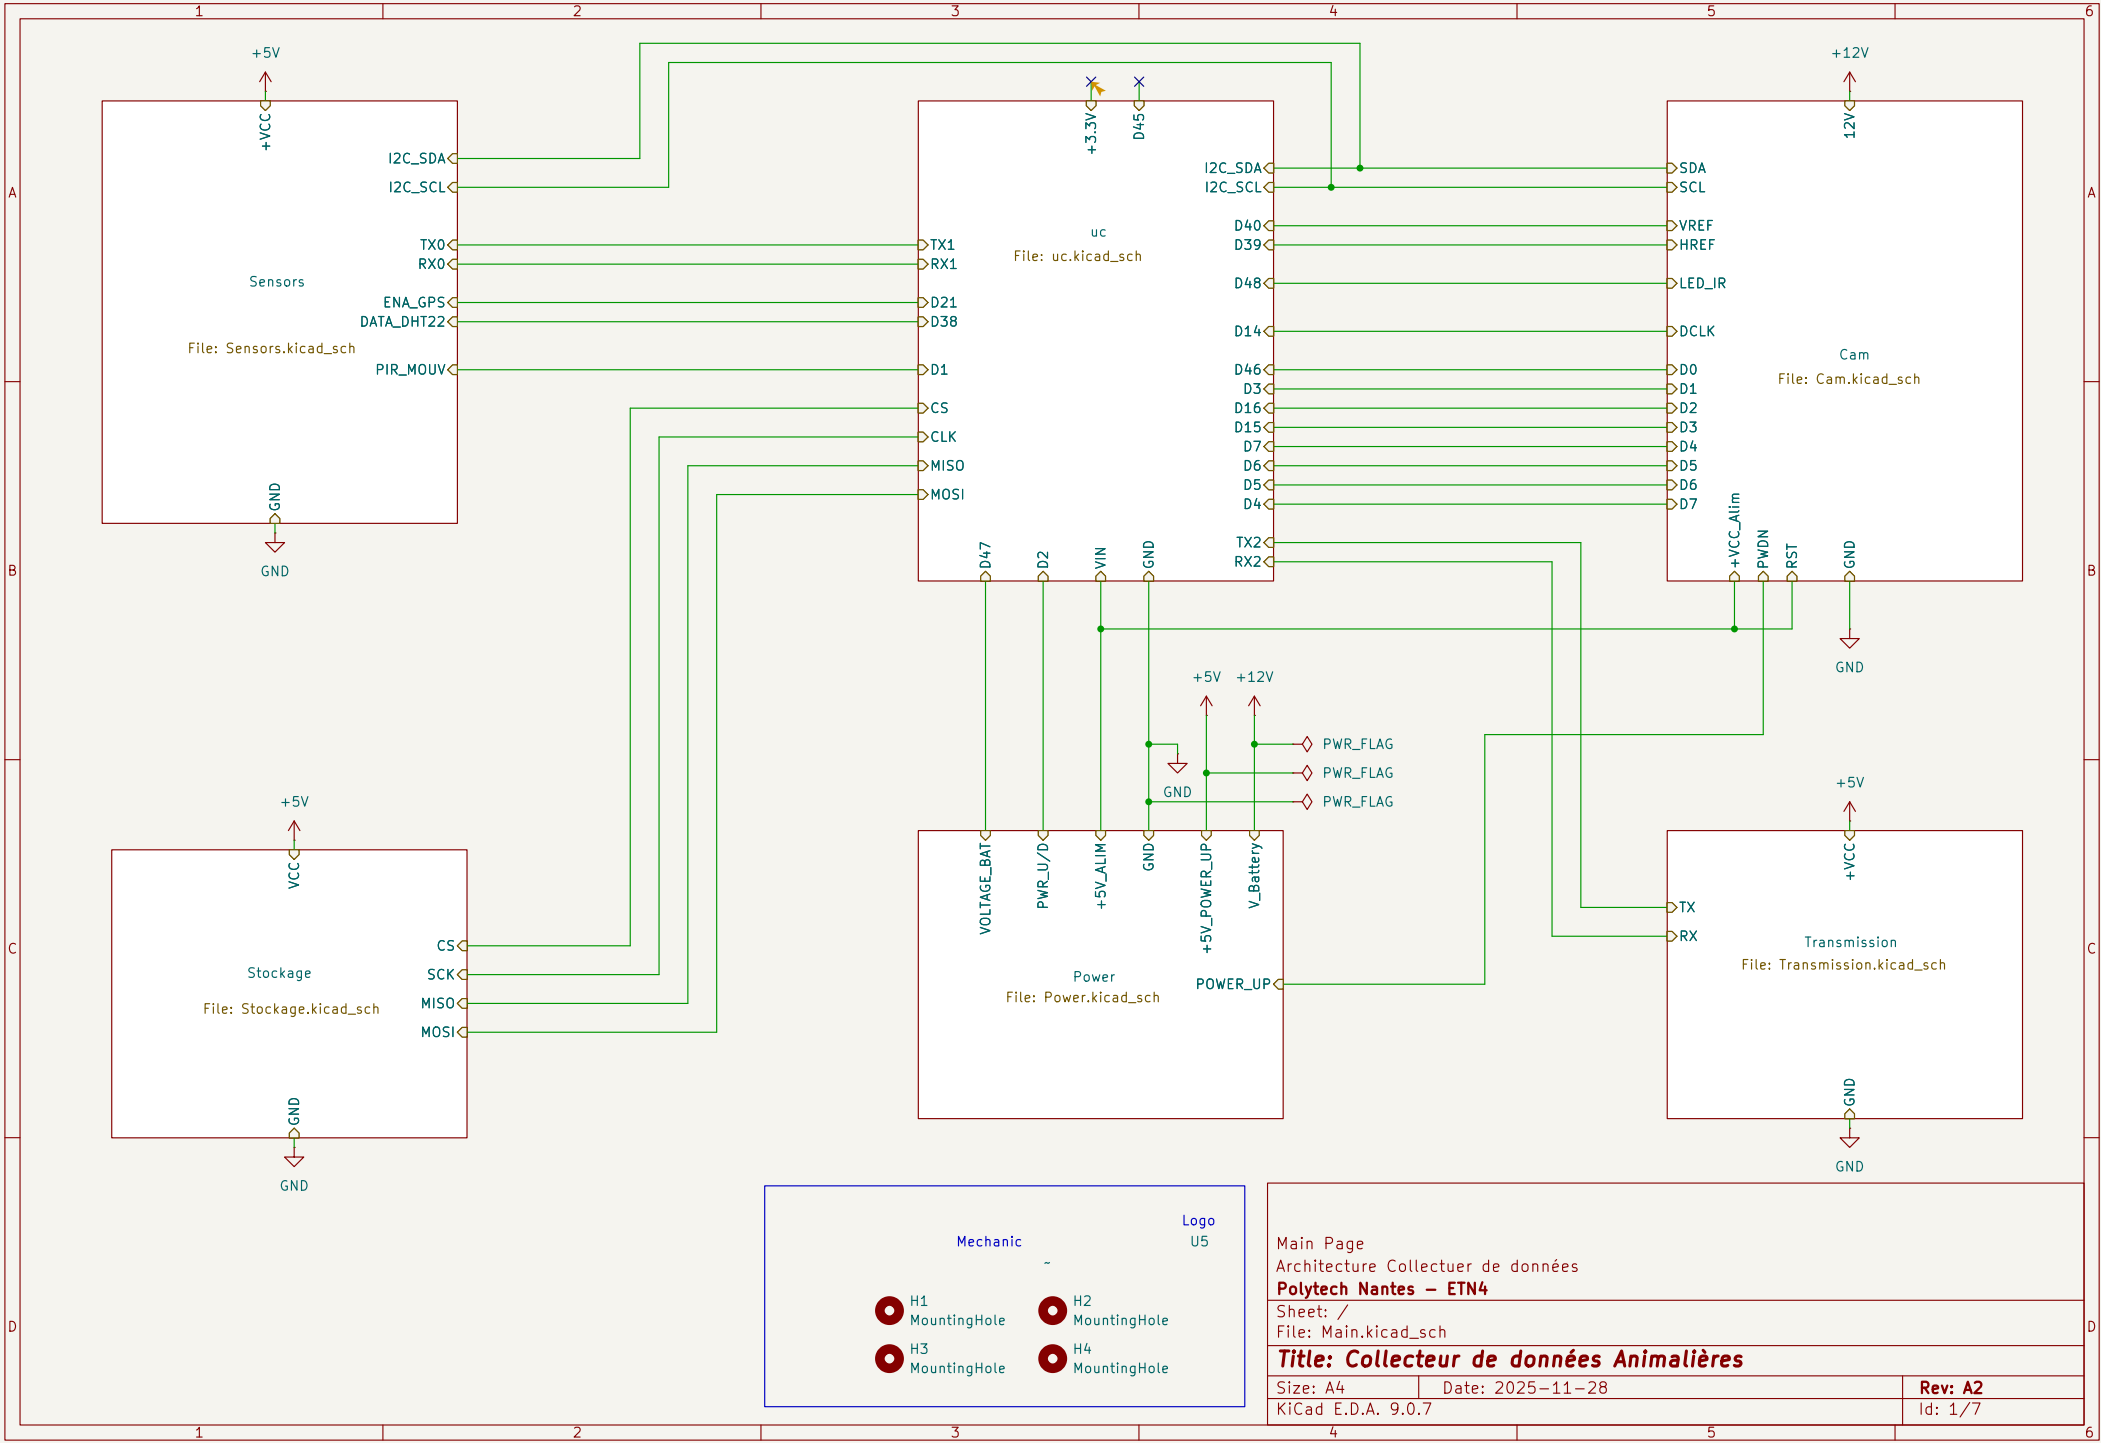 1 2 3 4 5 6
+5V
+12V
+VCC
+3.3V
D45
12V
I2C_SDA
I2C_SCL
TX0
RX0
ENA_GPS
DATA_DHT22
PIR_MOUV
Sensors
File: Sensors.kicad_sch
GND
GND
I2C_SDA
I2C_SCL
uc
File: uc.kicad_sch
TX1
RX1
D21
D38
D1
CS
CLK
MISO
MOSI
D40
D39
D48
D14
D46
D3
D16
D15
D7
D6
D5
D4
TX2
RX2
D47
D2
VIN
GND
SDA
SCL
VREF
HREF
LED_IR
DCLK
Cam
File: Cam.kicad_sch
D0
D1
D2
D3
D4
D5
D6
D7
+VCC_Alim
PWDN
RST
GND
GND
A
A
B
B
C
C
D
D
+5V
+12V
PWR_FLAG
PWR_FLAG
PWR_FLAG
GND
VOLTAGE_BAT
PWR_U/D
+5V_ALIM
GND
+5V_POWER_UP
V_Battery
Power
File: Power.kicad_sch
POWER_UP
+5V
VCC
CS
SCK
MISO
MOSI
Stockage
File: Stockage.kicad_sch
GND
GND
+5V
+VCC
TX
RX
Transmission
File: Transmission.kicad_sch
GND
GND
Logo
U5
Mechanic
~
H1
MountingHole
H2
MountingHole
H3
MountingHole
H4
MountingHole
Main Page
Architecture Collectuer de données
Polytech Nantes – ETN4
Sheet: /
File: Main.kicad_sch
Title: Collecteur de données Animalières
Size: A4
Date: 2025-11-28
Rev: A2
KiCad E.D.A. 9.0.7
Id: 1/7
1 2 3 4 5 6